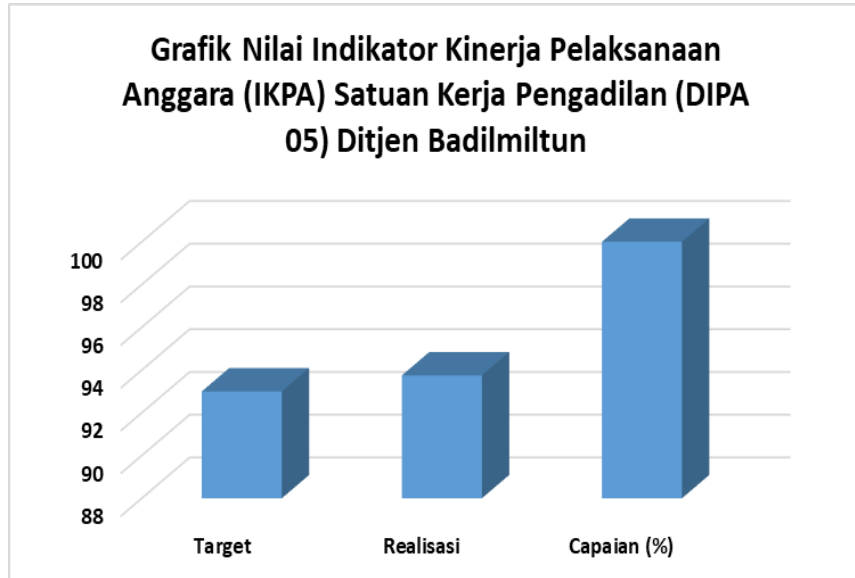 Grafik Nilai Indikator Kinerja Pelaksanaan
Anggara (IKPA) Satuan Kerja Pengadilan (DIPA
05) Ditjen Badilmiltun
100
98
96
94
92
90
88
Target
Realisasi
Capaian (%)